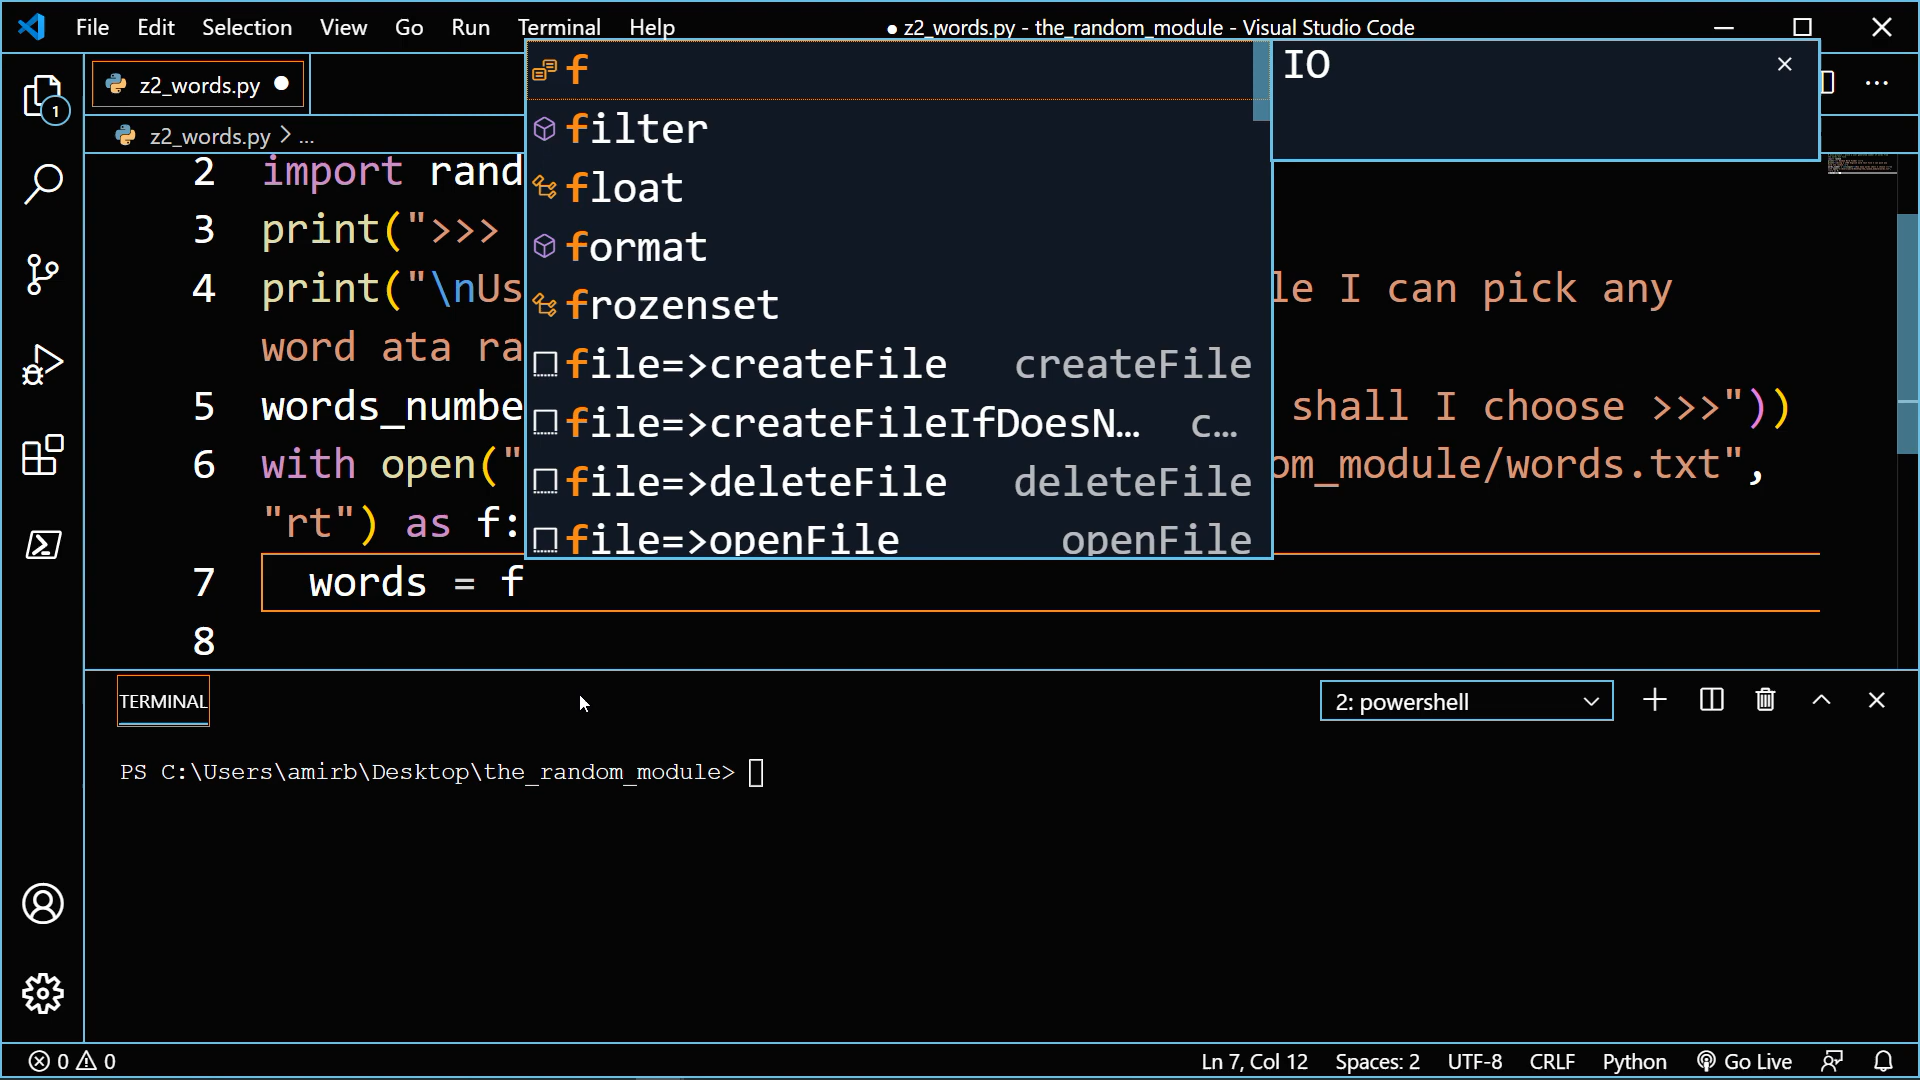 File Edit Selection View Go Run Terminal Help ● z2_words.py - the_random_module - Visual Studio Code
z2_words.py ●
z2_words.py > ...
1
2 import rand
3 print(">>>
4 print("\nUs le I can pick any
word ata ra
5 words_numbe shall I choose >>>"))
6 with open(" om_module/words.txt",
"rt") as f:
7 words = f
8
f
filter
float
format
frozenset
file=>createFile createFile
file=>createFileIfDoesN… c…
file=>deleteFile deleteFile
file=>openFile openFile
IO
TERMINAL 2: powershell
PS C:\Users\amirb\Desktop\the_random_module>
0 0 Ln 7, Col 12 Spaces: 2 UTF-8 CRLF Python Go Live